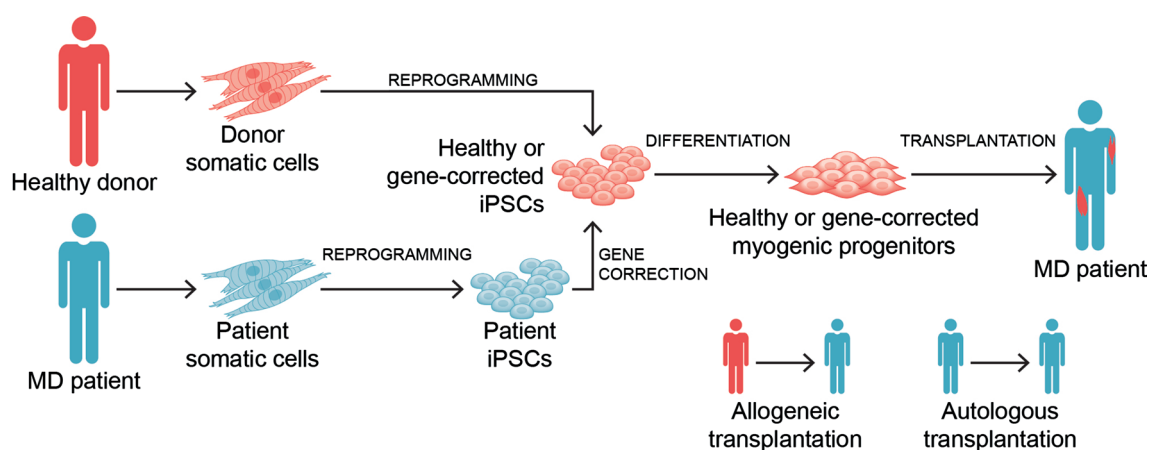 Healthy donor
Donor
somatic cells
REPROGRAMMING
Healthy or
gene-corrected
iPSCs
DIFFERENTIATION
Healthy or gene-corrected
myogenic progenitors
TRANSPLANTATION
MD patient
MD patient
Patient
somatic cells
REPROGRAMMING
Patient
iPSCs
GENE
CORRECTION
Allogeneic
transplantation
Autologous
transplantation